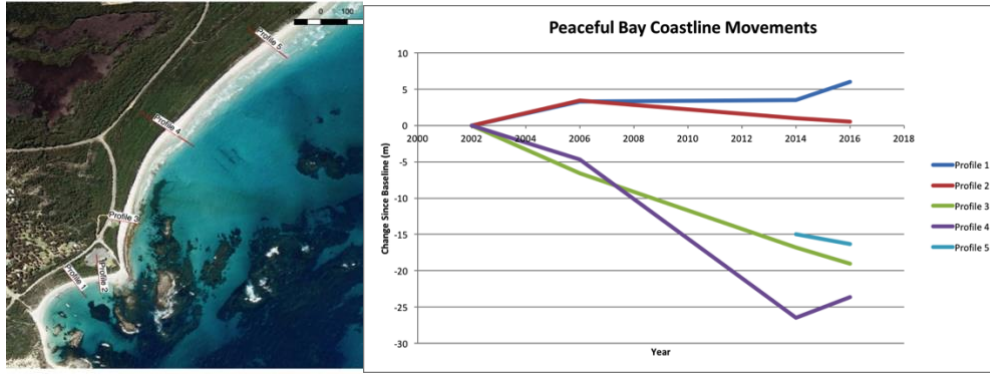 0 100
Profile 5
Profile 4
Profile 3
Profile 2
Profile 1
Peaceful Bay Coastline Movements
Change Since Baseline (m)
10
5
0
-5
-10
-15
-20
-25
-30
2000 2002 2004 2006 2008 2010 2012 2014 2016 2018
Year
Profile 1
Profile 2
Profile 3
Profile 4
Profile 5